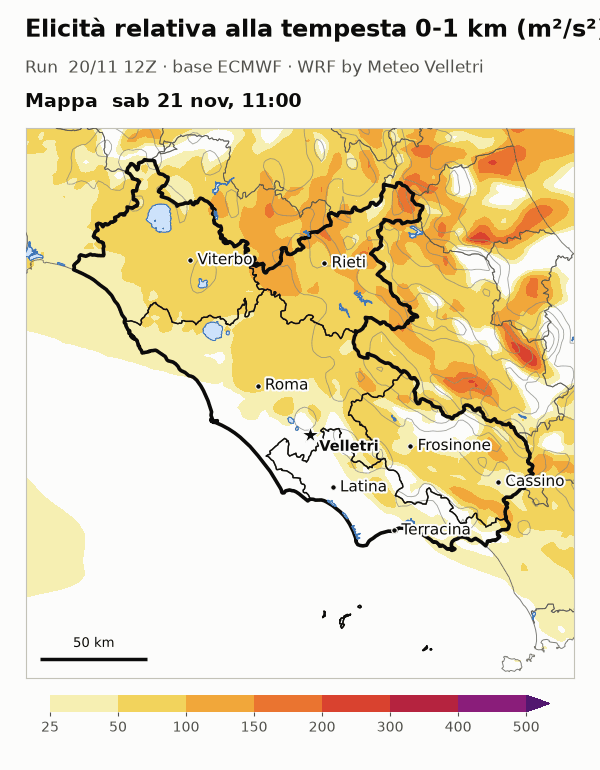 Elicità relativa alla tempesta 0-1 km (m²/s²)
Run 20/11 12Z · base ECMWF · WRF by Meteo Velletri
Mappa sab 21 nov, 11:00
Viterbo
Rieti
Roma
Velletri
Frosinone
Latina
Cassino
Terracina
50 km
25 50 100 150 200 300 400 500